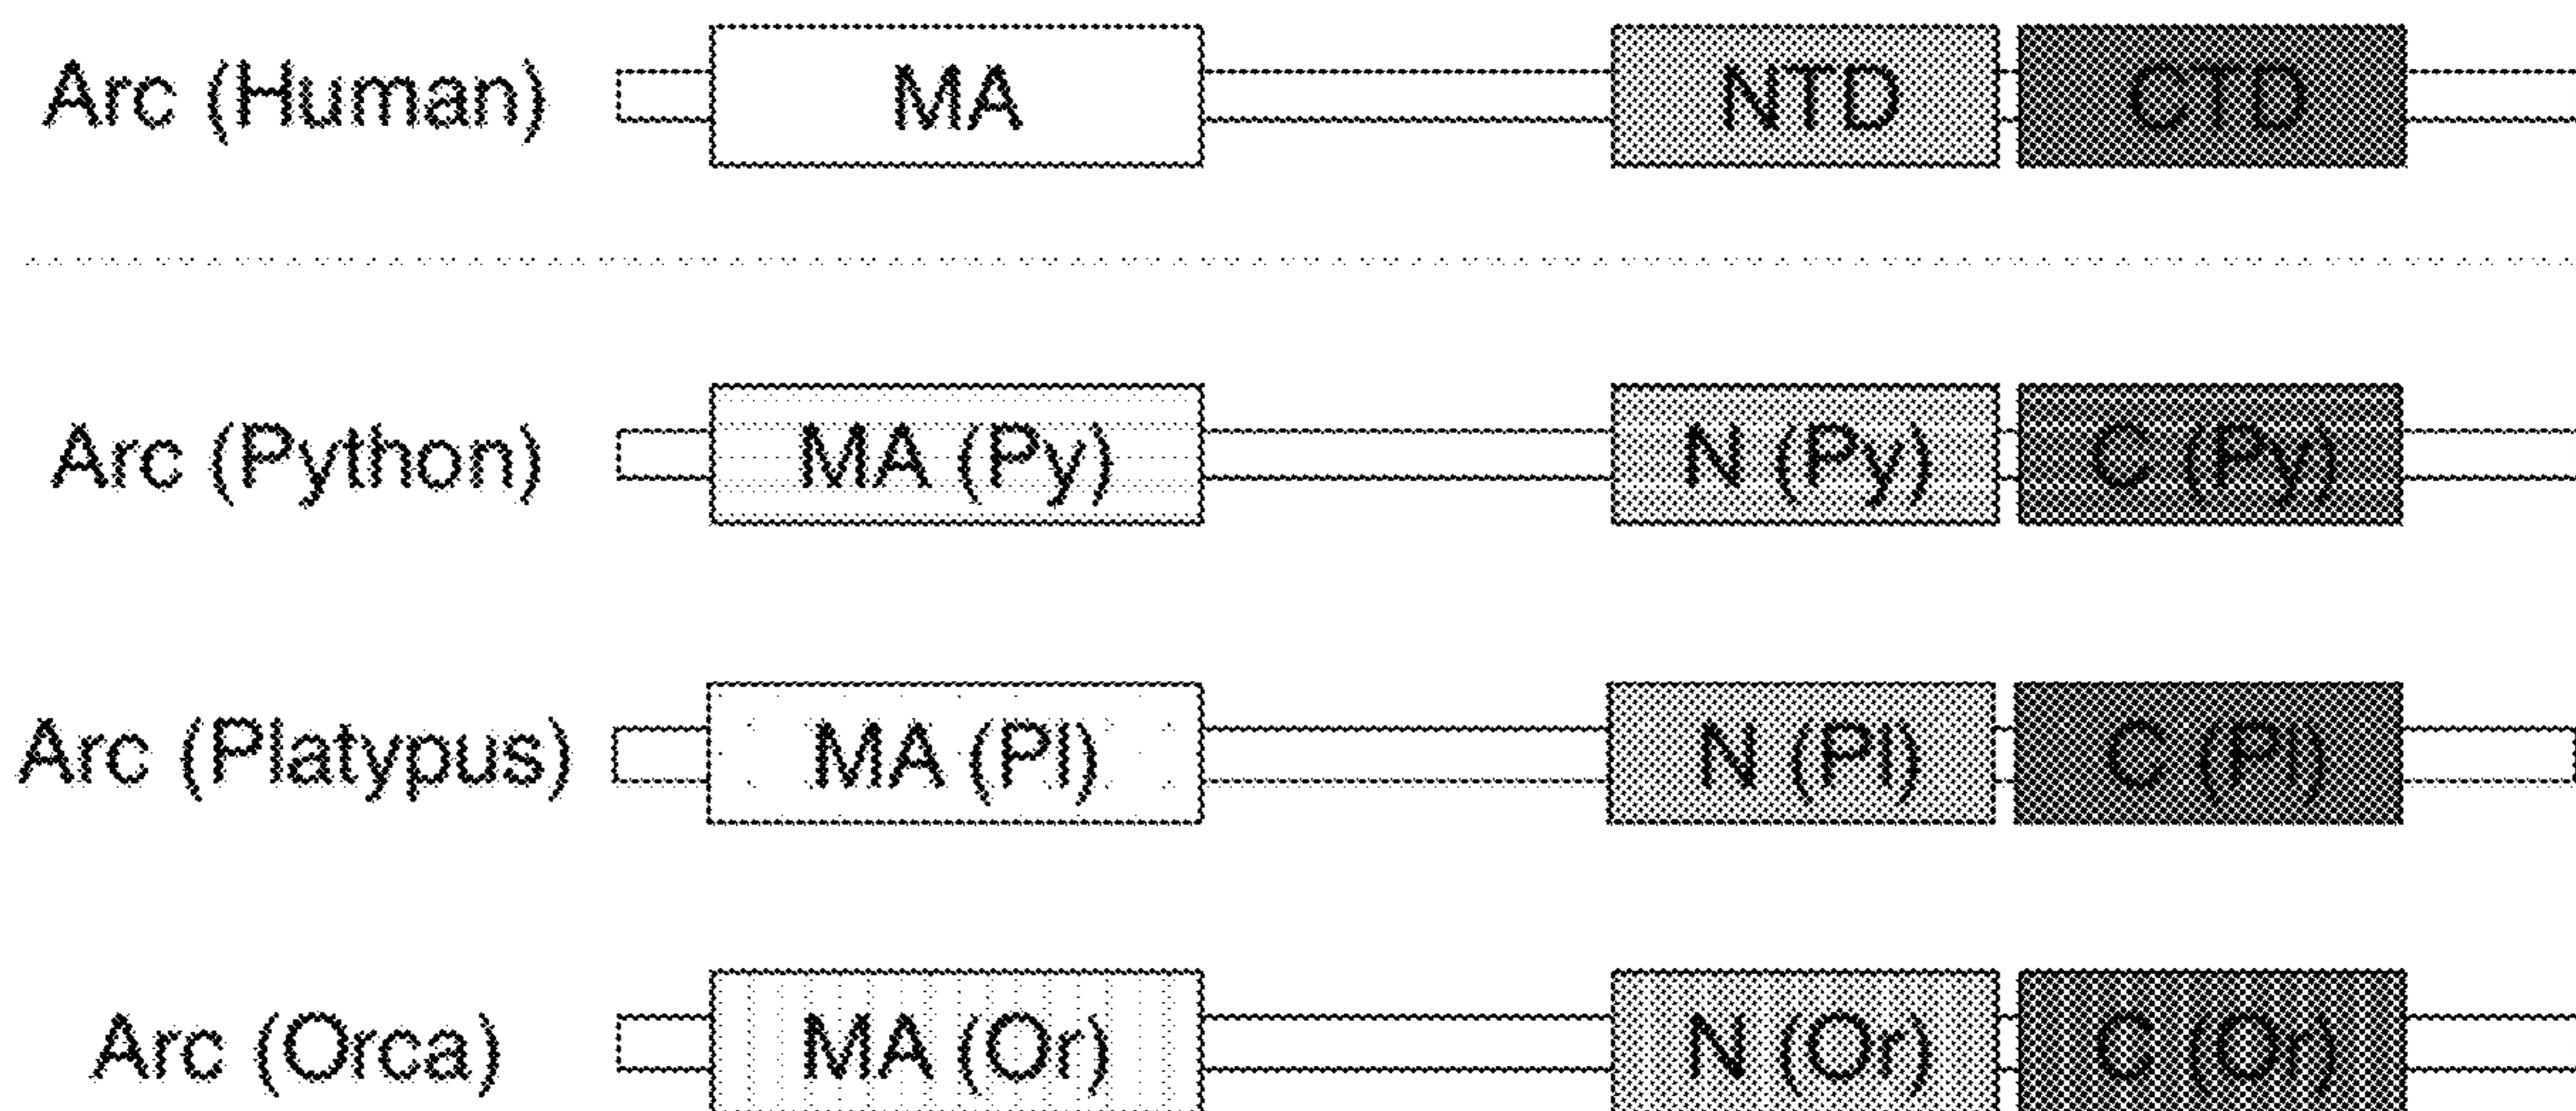 Arc (Human) MA NTD CTD
Arc (Python) MA (Py) N (Py) C (Py)
Arc (Platypus) MA (Pl) N (Pl) C (Pl)
Arc (Orca) MA (Or) N (Or) C (Or)